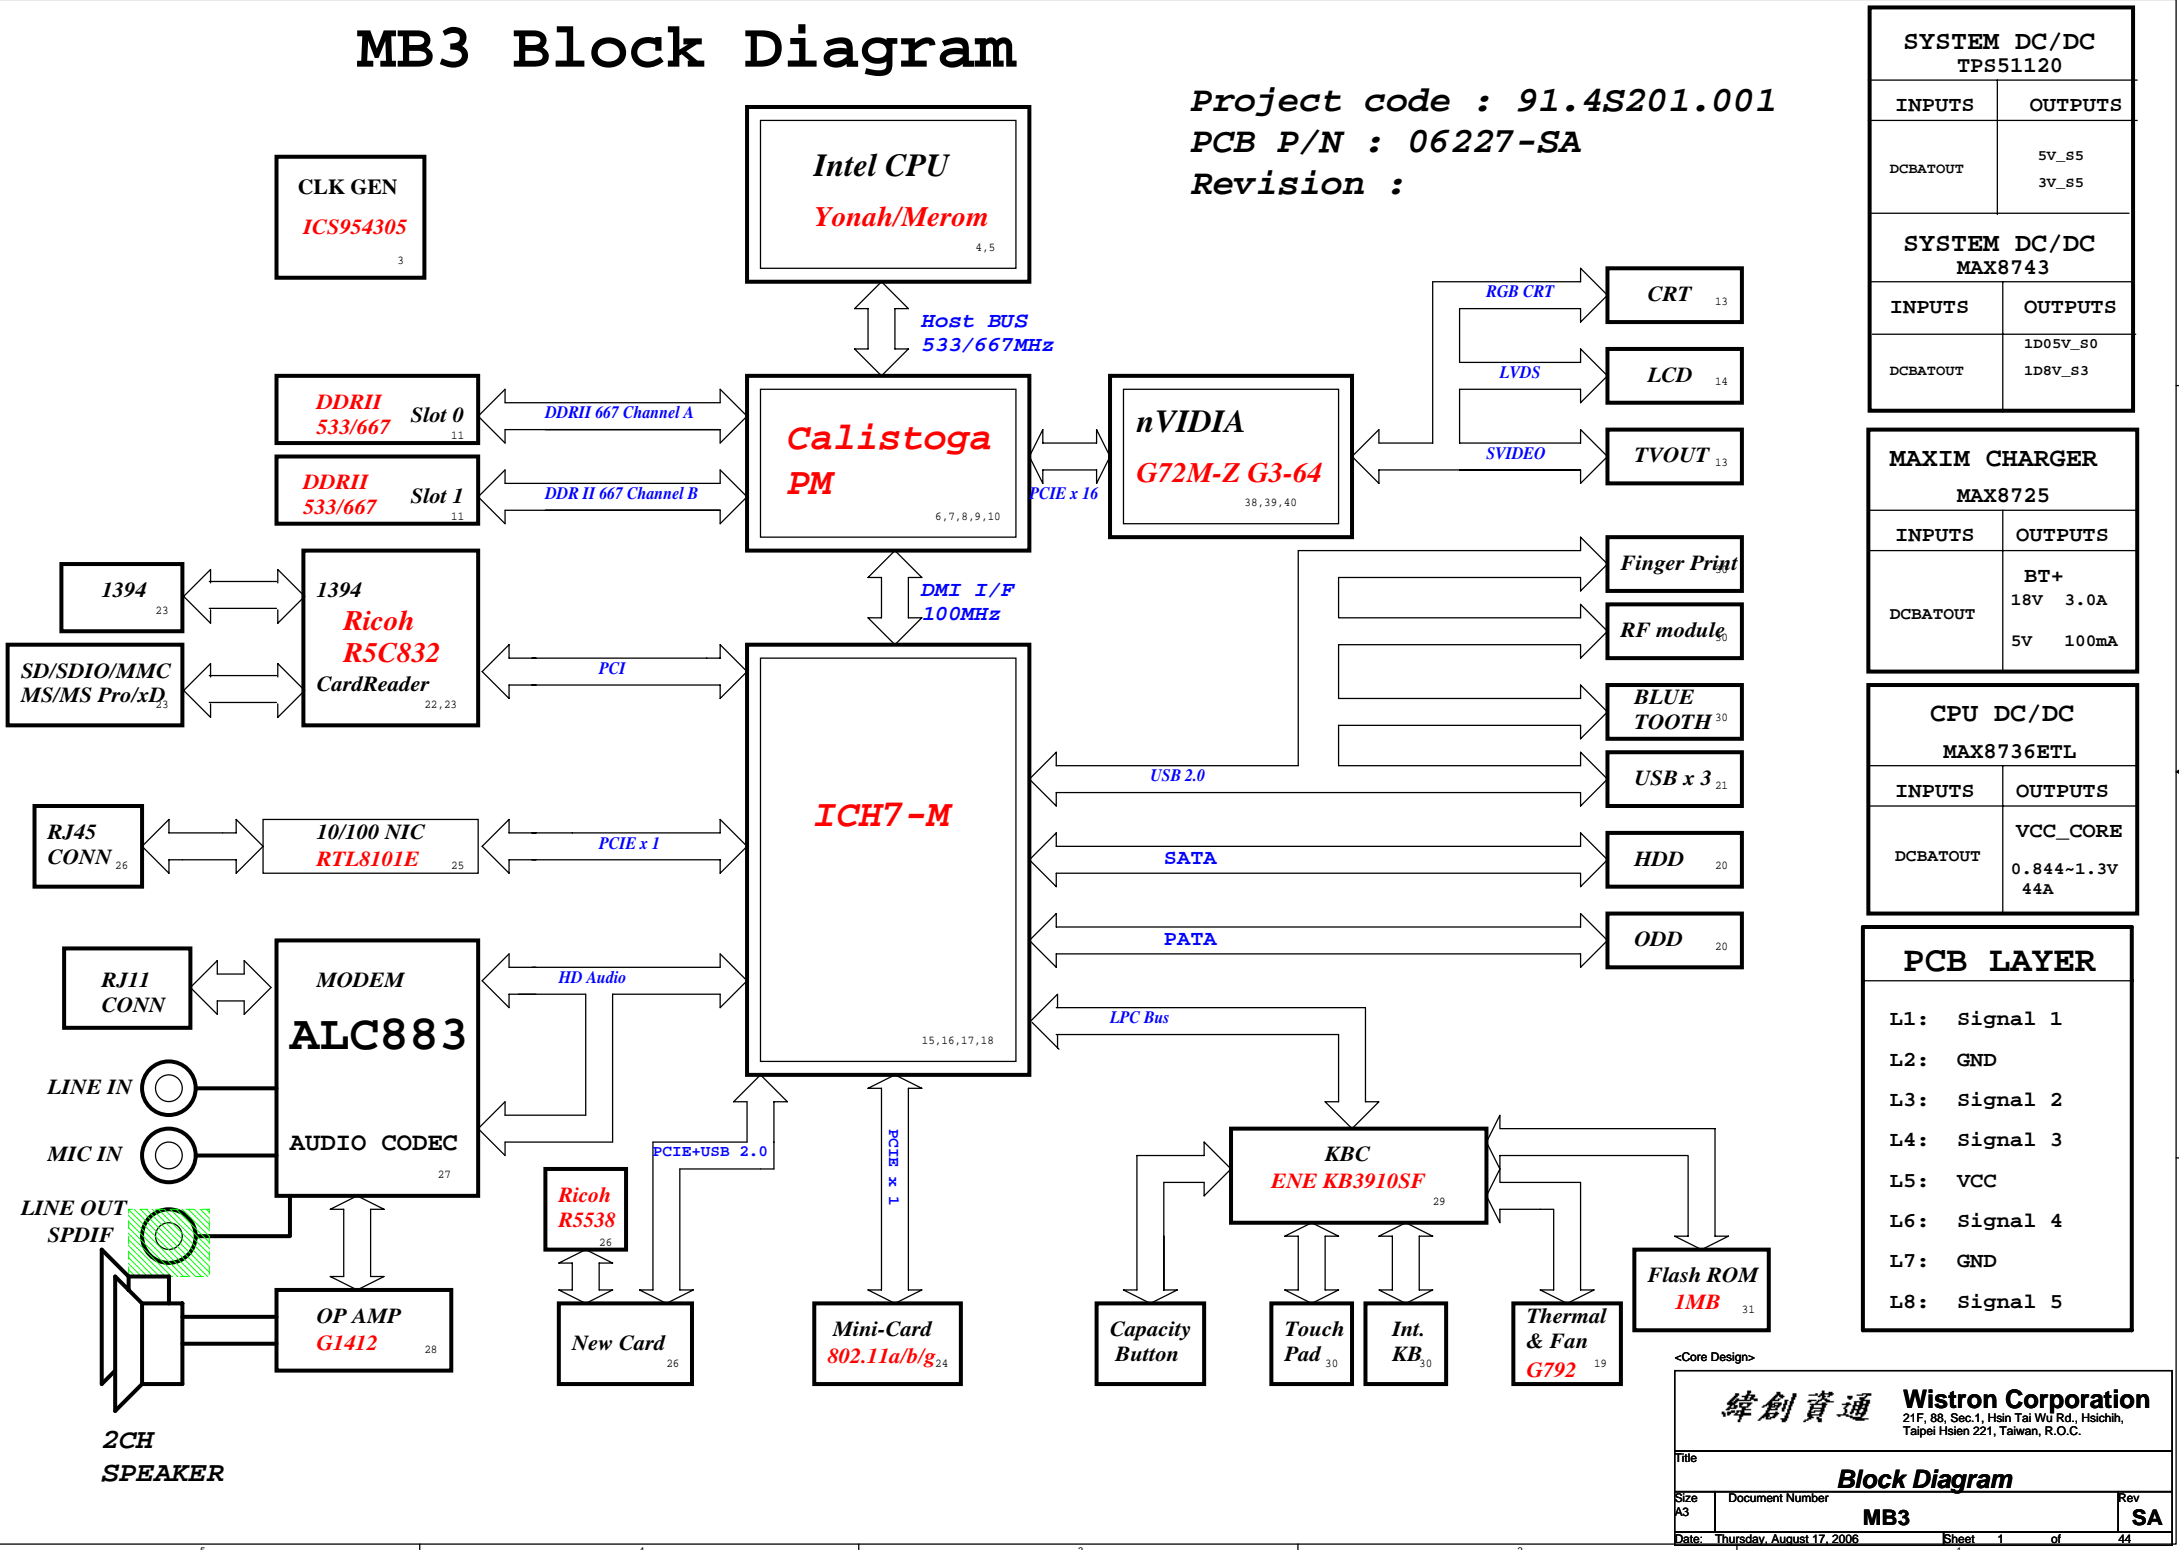 MB3 Block Diagram
Project code : 91.4S201.001
PCB P/N : 06227-SA
Revision :
CLK GEN
ICS954305
3
Intel CPU
Yonah/Merom
4,5
Host BUS
533/667MHz
DDRII
533/667
Slot 0
11
DDRII 667 Channel A
DDRII
533/667
Slot 1
11
DDR II 667 Channel B
Calistoga
PM
6,7,8,9,10
PCIE x 16
nVIDIA
G72M-Z G3-64
38,39,40
RGB CRT
CRT
13
LVDS
LCD
14
SVIDEO
TVOUT
13
DMI I/F
100MHz
1394
23
SD/SDIO/MMC
MS/MS Pro/xD
23
1394
Ricoh
R5C832
CardReader
22,23
PCI
ICH7-M
15,16,17,18
Finger Print
30
RF module
30
BLUE
TOOTH
30
USB 2.0
USB x 3
21
RJ45
CONN
26
10/100 NIC
RTL8101E
25
PCIE x 1
SATA
HDD
20
PATA
ODD
20
RJ11
CONN
MODEM
ALC883
AUDIO CODEC
27
HD Audio
LPC Bus
LINE IN
MIC IN
LINE OUT
SPDIF
OP AMP
G1412
28
2CH
SPEAKER
PCIE+USB 2.0
PCIE x 1
Ricoh
R5538
26
New Card
26
Mini-Card
802.11a/b/g
24
KBC
ENE KB3910SF
29
Capacity
Button
Touch
Pad
30
Int.
KB
30
Thermal
& Fan
G792
19
Flash ROM
1MB
31
SYSTEM DC/DC
TPS51120
INPUTS OUTPUTS
DCBATOUT
5V_S5
3V_S5
SYSTEM DC/DC
MAX8743
INPUTS OUTPUTS
DCBATOUT
1D05V_S0
1D8V_S3
MAXIM CHARGER
MAX8725
INPUTS OUTPUTS
DCBATOUT
BT+
18V 3.0A
5V 100mA
CPU DC/DC
MAX8736ETL
INPUTS OUTPUTS
DCBATOUT
VCC_CORE
0.844~1.3V
44A
PCB LAYER
L1: Signal 1
L2: GND
L3: Signal 2
L4: Signal 3
L5: VCC
L6: Signal 4
L7: GND
L8: Signal 5
<Core Design>
緯創資通
Wistron Corporation
21F, 88, Sec.1, Hsin Tai Wu Rd., Hsichih,
Taipei Hsien 221, Taiwan, R.O.C.
Title
Block Diagram
Size
A3
Document Number
MB3
Rev
SA
Date: Thursday, August 17, 2006 Sheet 1 of 44